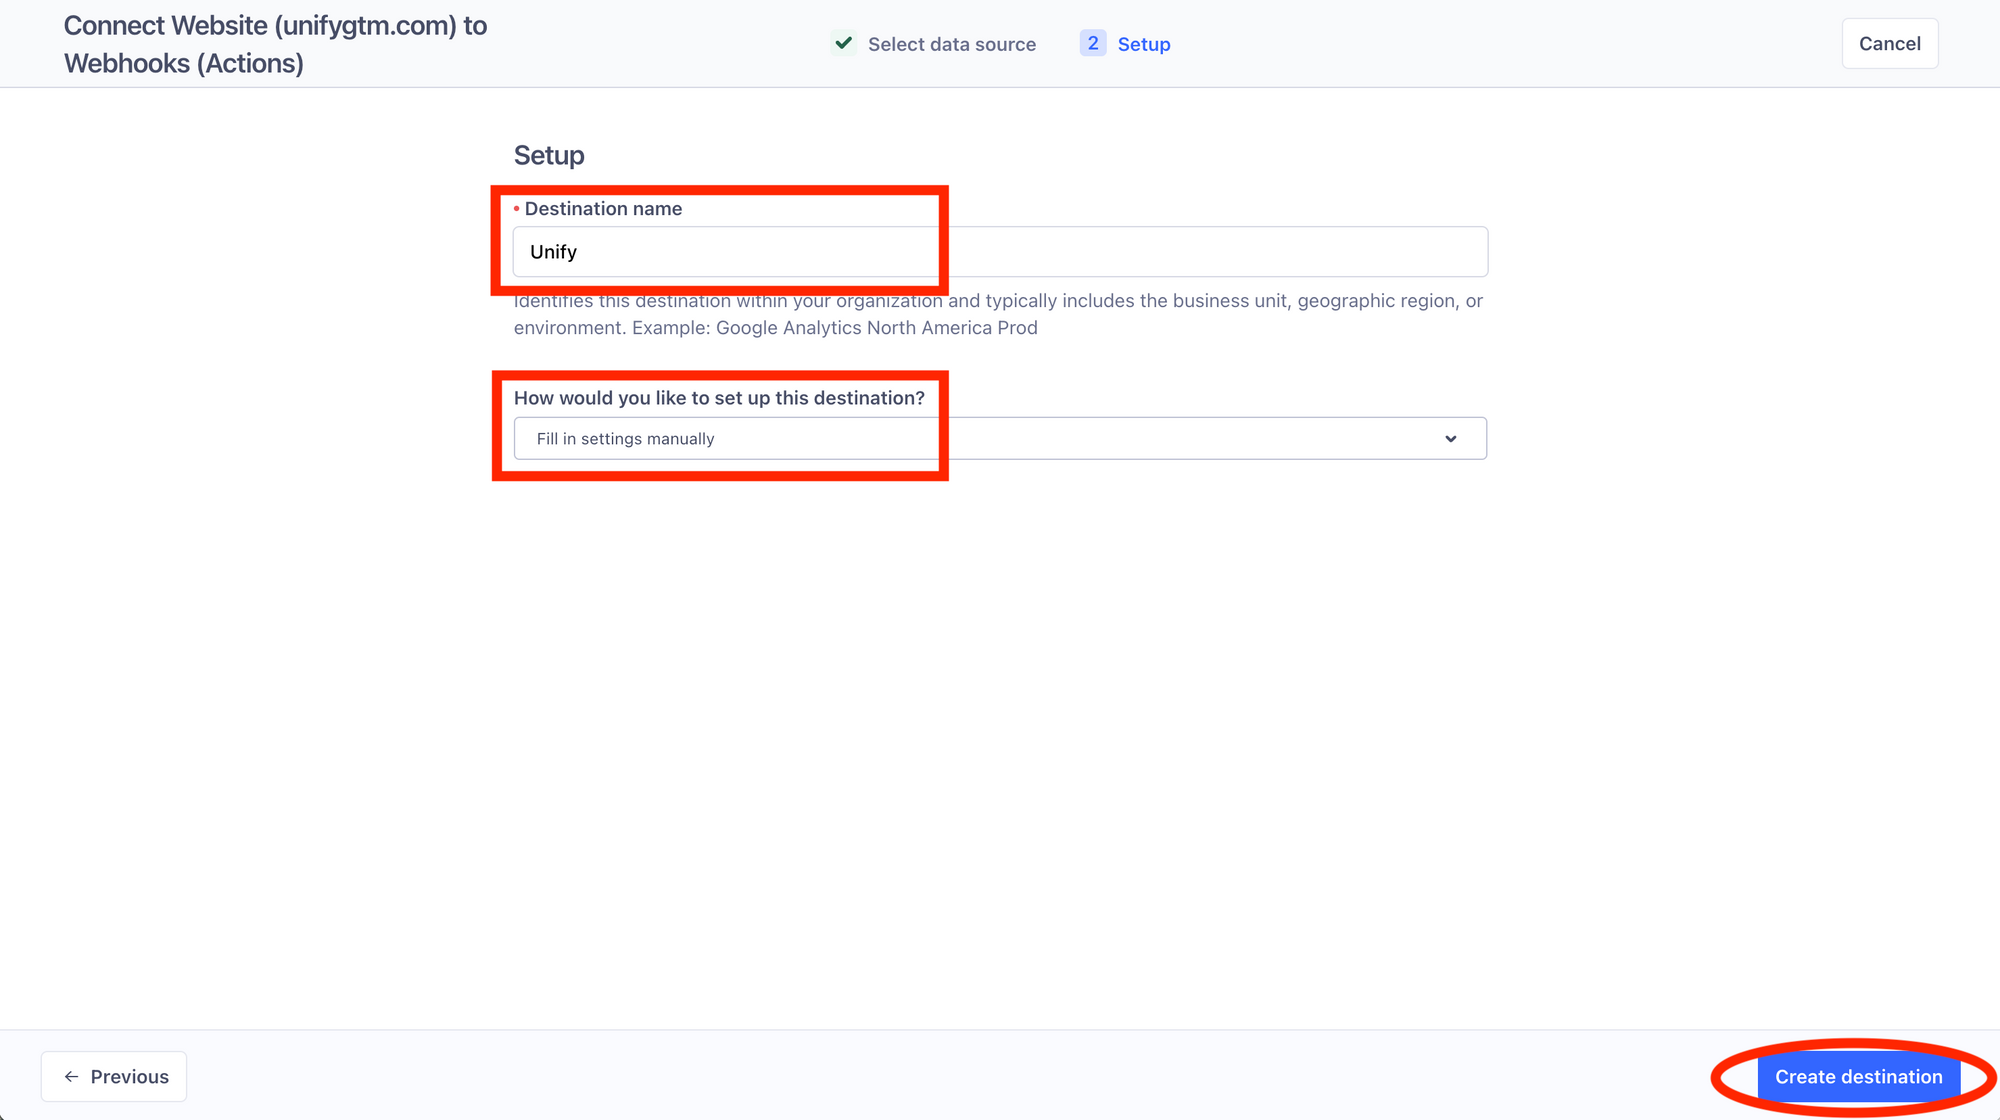 Connect Website (unifygtm.com) to
Webhooks (Actions)
Select data source
2 Setup
Cancel
Setup
• Destination name
Unify
Identifies this destination within your organization and typically includes the business unit, geographic region, or
environment. Example: Google Analytics North America Prod
How would you like to set up this destination?
Fill in settings manually
← Previous
Create destination